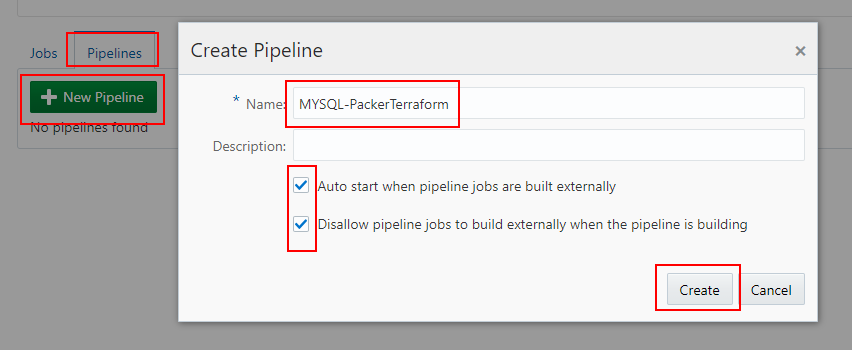 Jobs Pipelines
+ New Pipeline
No pipelines found
Create Pipeline ×
* Name: MYSQL-PackerTerraform
Description:
Auto start when pipeline jobs are built externally
Disallow pipeline jobs to build externally when the pipeline is building
Create Cancel